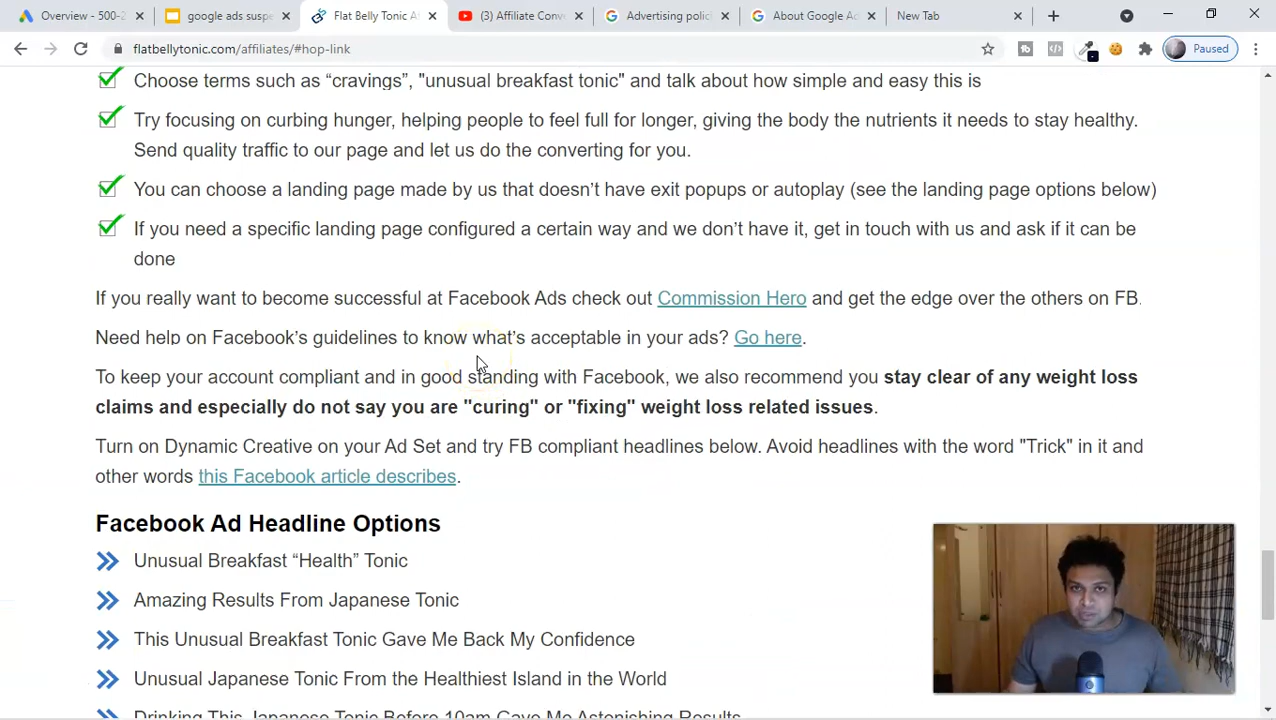 Overview - 500-2
google ads susp
Flat Belly Tonic A
(3) Affiliate Conv
Advertising polic
About Google Ad
New Tab
flatbellytonic.com/affiliates/#hop-link
Paused
Choose terms such as “cravings”, "unusual breakfast tonic" and talk about how simple and easy this is
Try focusing on curbing hunger, helping people to feel full for longer, giving the body the nutrients it needs to stay healthy.
Send quality traffic to our page and let us do the converting for you.
You can choose a landing page made by us that doesn’t have exit popups or autoplay (see the landing page options below)
If you need a specific landing page configured a certain way and we don’t have it, get in touch with us and ask if it can be
done
If you really want to become successful at Facebook Ads check out Commission Hero and get the edge over the others on FB.
Need help on Facebook’s guidelines to know what’s acceptable in your ads? Go here.
To keep your account compliant and in good standing with Facebook, we also recommend you stay clear of any weight loss
claims and especially do not say you are "curing" or "fixing" weight loss related issues.
Turn on Dynamic Creative on your Ad Set and try FB compliant headlines below. Avoid headlines with the word "Trick" in it and
other words this Facebook article describes.
Facebook Ad Headline Options
Unusual Breakfast “Health” Tonic
Amazing Results From Japanese Tonic
This Unusual Breakfast Tonic Gave Me Back My Confidence
Unusual Japanese Tonic From the Healthiest Island in the World
Drinking This Japanese Tonic Before 10am Gave Me Astonishing Results